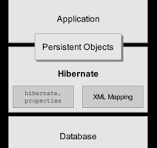 Application
Persistent Objects
Hibernate
hibernate.
properties
XML Mapping
Database